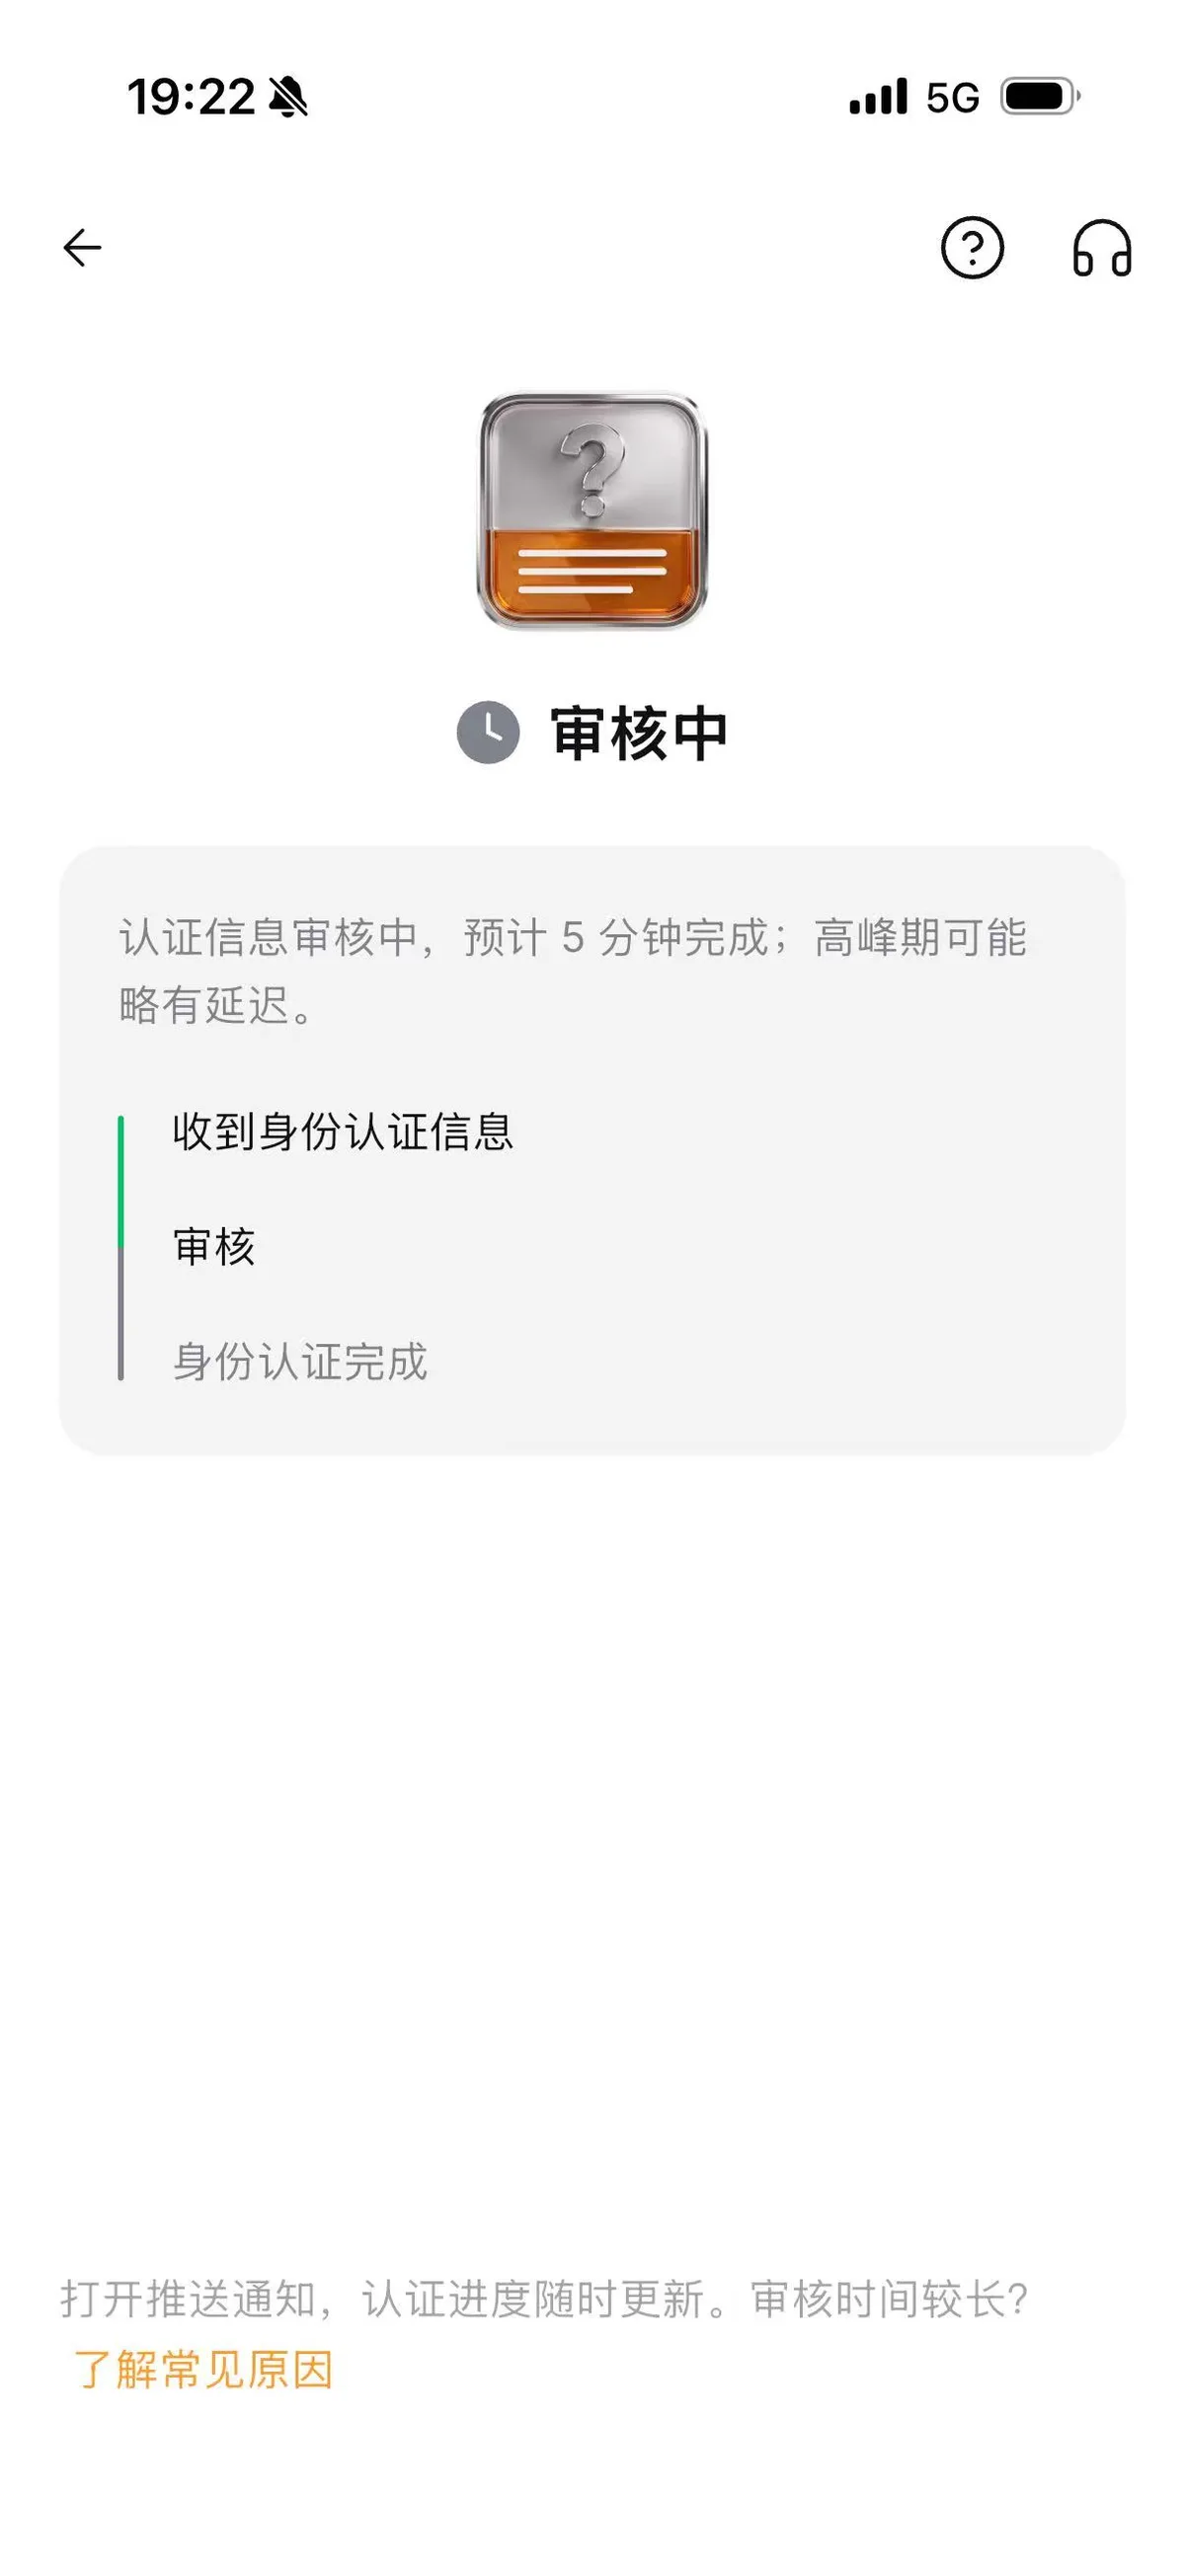 19:22
5G
审核中
认证信息审核中，预计 5 分钟完成；高峰期可能
略有延迟。
收到身份认证信息
审核
身份认证完成
打开推送通知，认证进度随时更新。审核时间较长？
了解常见原因